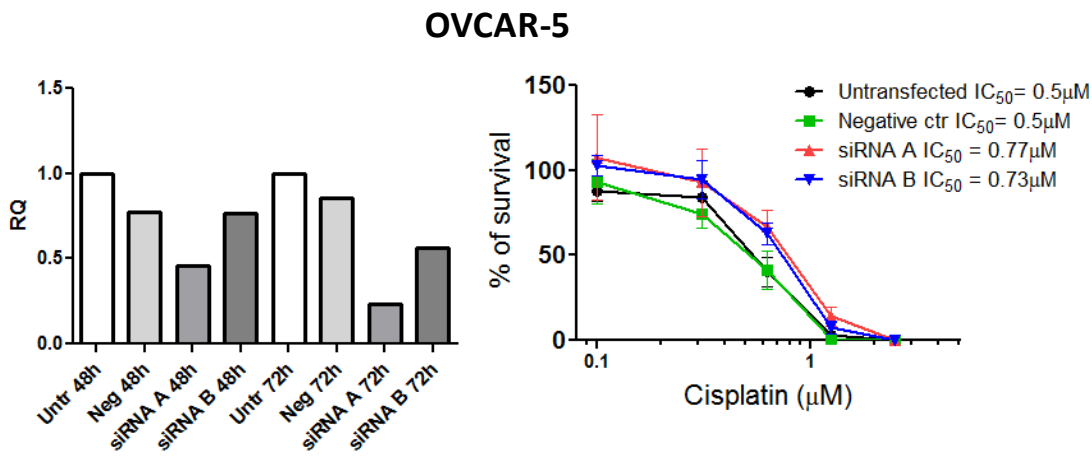 OVCAR-5
RQ
1.5
1.0
0.5
0.0
Untr 48h
Neg 48h
siRNA A 48h
siRNA B 48h
Untr 72h
Neg 72h
siRNA A 72h
siRNA B 72h
% of survival
150
100
50
0
0.1
1
Cisplatin (μM)
Untransfected IC₅₀= 0.5μM
Negative ctr IC₅₀= 0.5μM
siRNA A IC₅₀ = 0.77μM
siRNA B IC₅₀ = 0.73μM